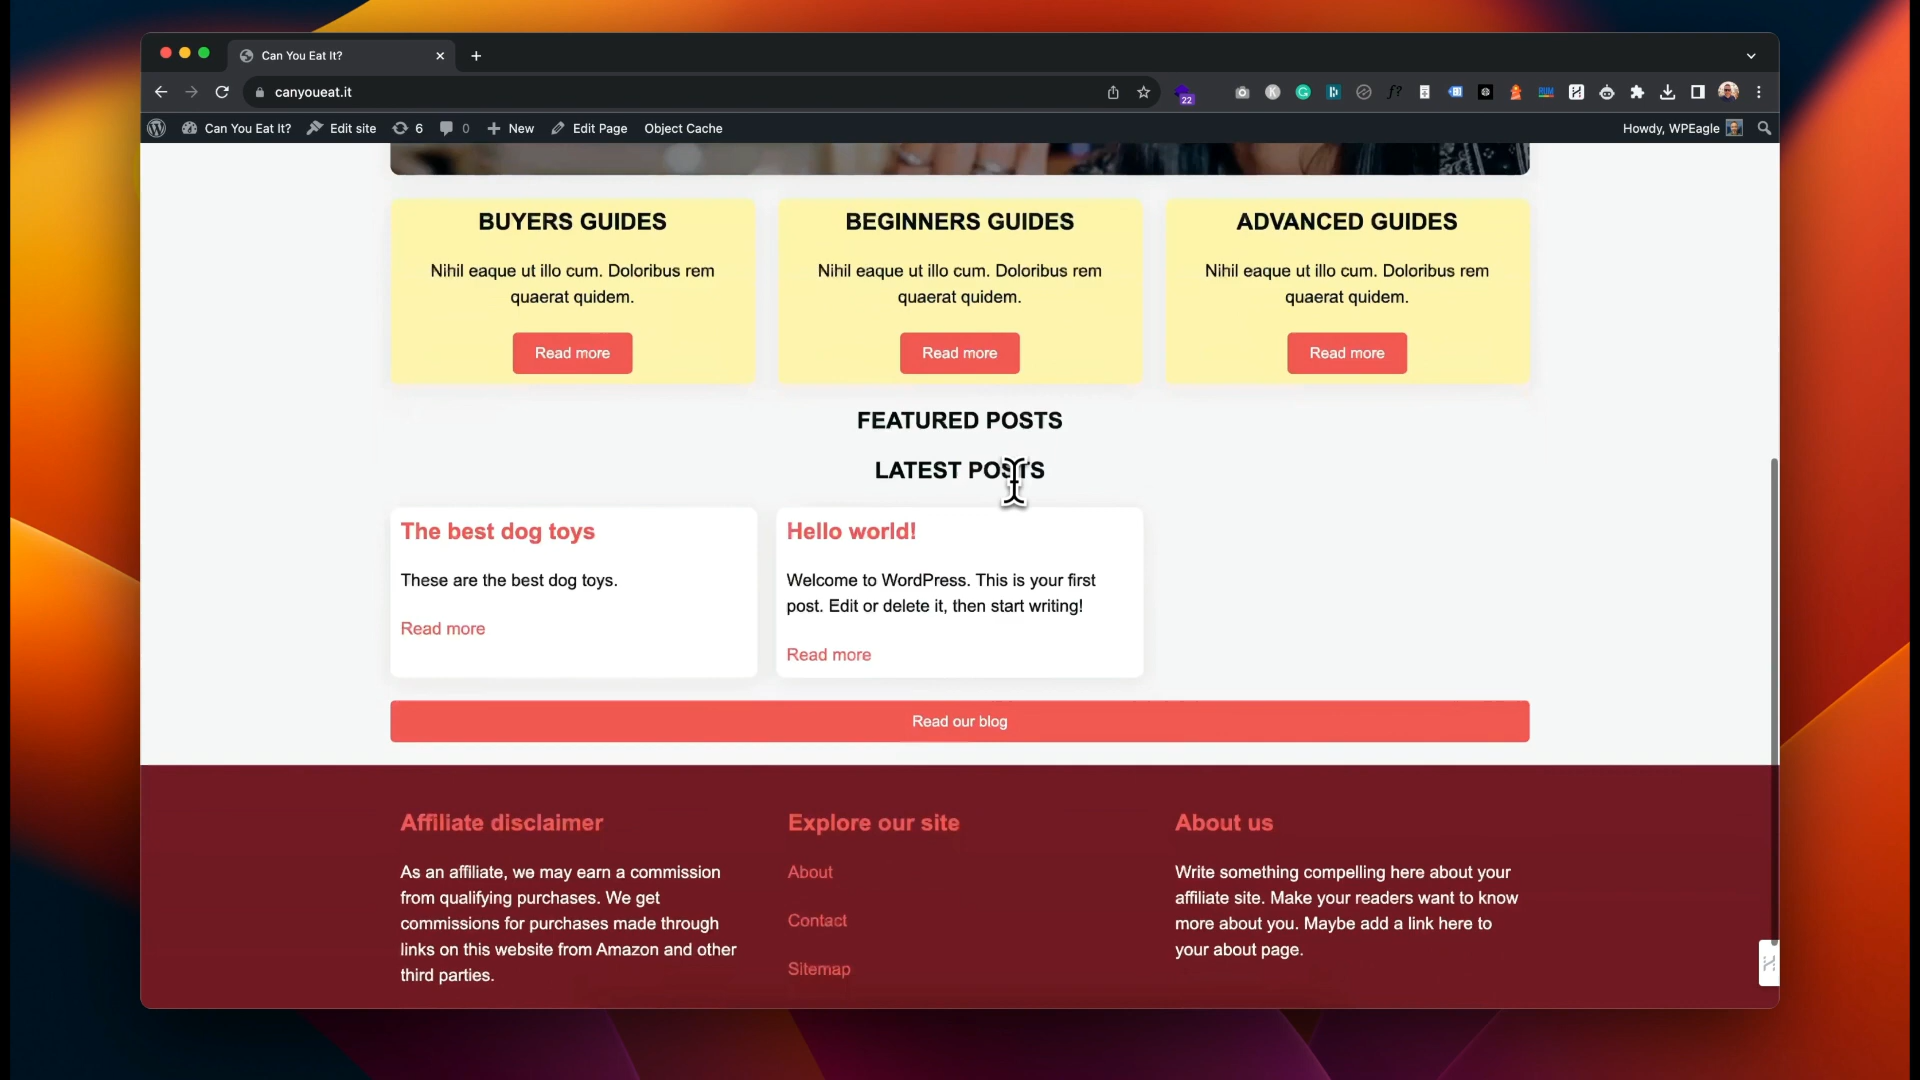 Can You Eat It?
canyoueat.it
22
Can You Eat It? Edit site 6 0 New Edit Page Object Cache Howdy, WPEagle
BUYERS GUIDES
Nihil eaque ut illo cum. Doloribus rem
quaerat quidem.
Read more
BEGINNERS GUIDES
Nihil eaque ut illo cum. Doloribus rem
quaerat quidem.
Read more
ADVANCED GUIDES
Nihil eaque ut illo cum. Doloribus rem
quaerat quidem.
Read more
FEATURED POSTS
LATEST POSTS
The best dog toys
These are the best dog toys.
Read more
Hello world!
Welcome to WordPress. This is your first
post. Edit or delete it, then start writing!
Read more
Read our blog
Affiliate disclaimer
As an affiliate, we may earn a commission
from qualifying purchases. We get
commissions for purchases made through
links on this website from Amazon and other
third parties.
Explore our site
About
Contact
Sitemap
About us
Write something compelling here about your
affiliate site. Make your readers want to know
more about you. Maybe add a link here to
your about page.